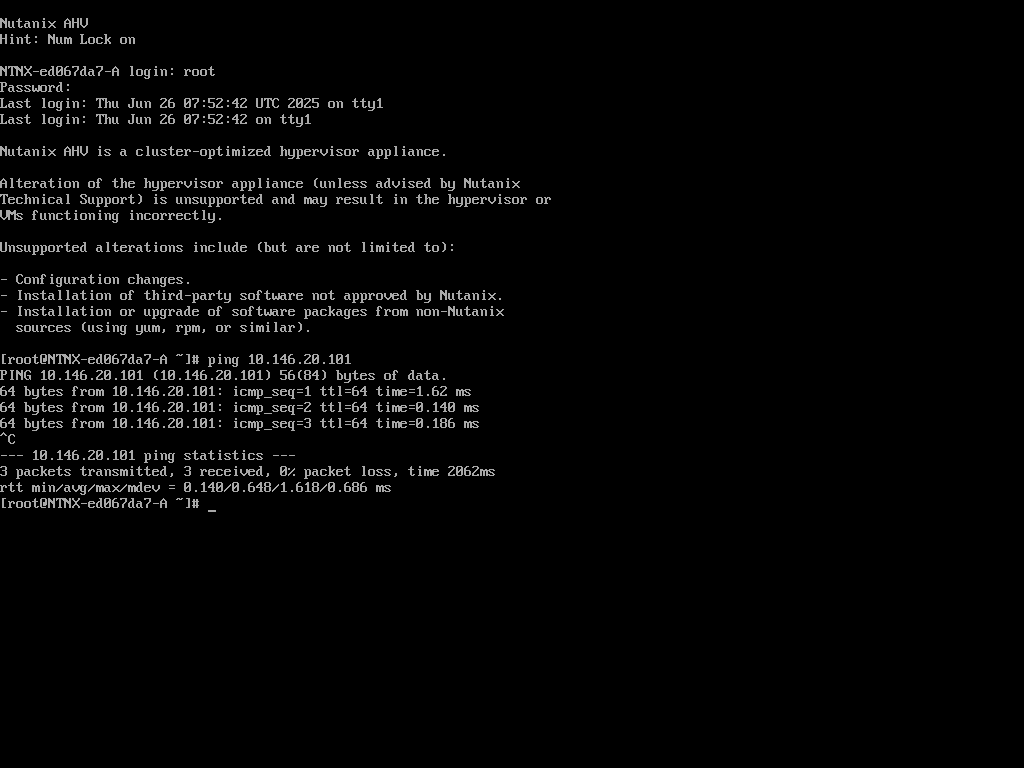 Nutanix AHV
Hint: Num Lock on
NTNX-ed067da7-A login: root
Password:
Last login: Thu Jun 26 07:52:42 UTC 2025 on tty1
Last login: Thu Jun 26 07:52:42 on tty1
Nutanix AHV is a cluster-optimized hypervisor appliance.
Alteration of the hypervisor appliance (unless advised by Nutanix
Technical Support) is unsupported and may result in the hypervisor or
VMs functioning incorrectly.
Unsupported alterations include (but are not limited to):
- Configuration changes.
- Installation of third-party software not approved by Nutanix.
- Installation or upgrade of software packages from non-Nutanix
  sources (using yum, rpm, or similar).
[root@NTNX-ed067da7-A ~]# ping 10.146.20.101
PING 10.146.20.101 (10.146.20.101) 56(84) bytes of data.
64 bytes from 10.146.20.101: icmp_seq=1 ttl=64 time=1.62 ms
64 bytes from 10.146.20.101: icmp_seq=2 ttl=64 time=0.140 ms
64 bytes from 10.146.20.101: icmp_seq=3 ttl=64 time=0.186 ms
^C
--- 10.146.20.101 ping statistics ---
3 packets transmitted, 3 received, 0% packet loss, time 2062ms
rtt min/avg/max/mdev = 0.140/0.648/1.618/0.686 ms
[root@NTNX-ed067da7-A ~]# _